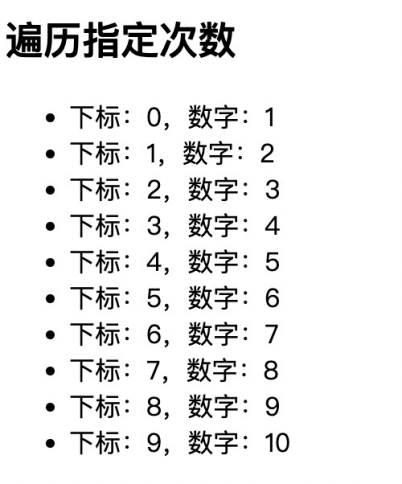 遍历指定次数
• 下标：0，数字：1
• 下标：1，数字：2
• 下标：2，数字：3
• 下标：3，数字：4
• 下标：4，数字：5
• 下标：5，数字：6
• 下标：6，数字：7
• 下标：7，数字：8
• 下标：8，数字：9
• 下标：9，数字：10